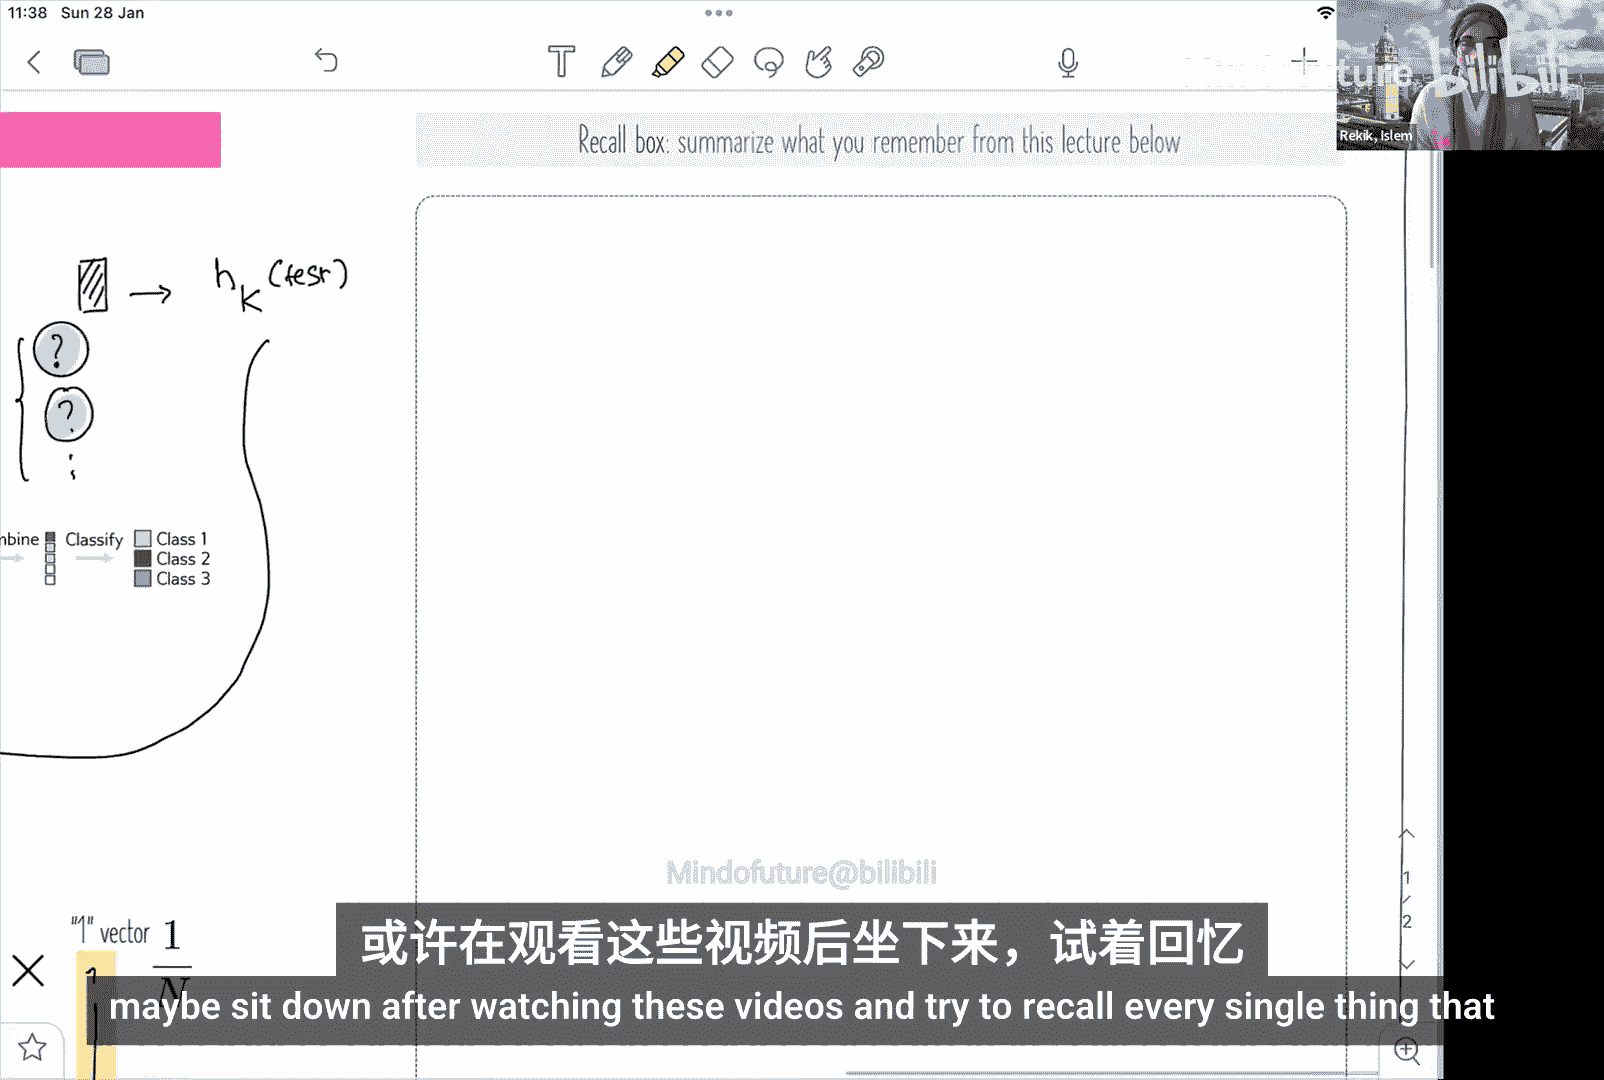 11:38 Sun 28 Jan
bilibili
Rekik, Islem
Recall box: summarize what you remember from this lecture below
h_K (test)
?
?
Classify
Class 1
Class 2
Class 3
Mindofuture@bilibili
1
2
"1" vector
1
N
1
或许在观看这些视频后坐下来，试着回忆
maybe sit down after watching these videos and try to recall every single thing that